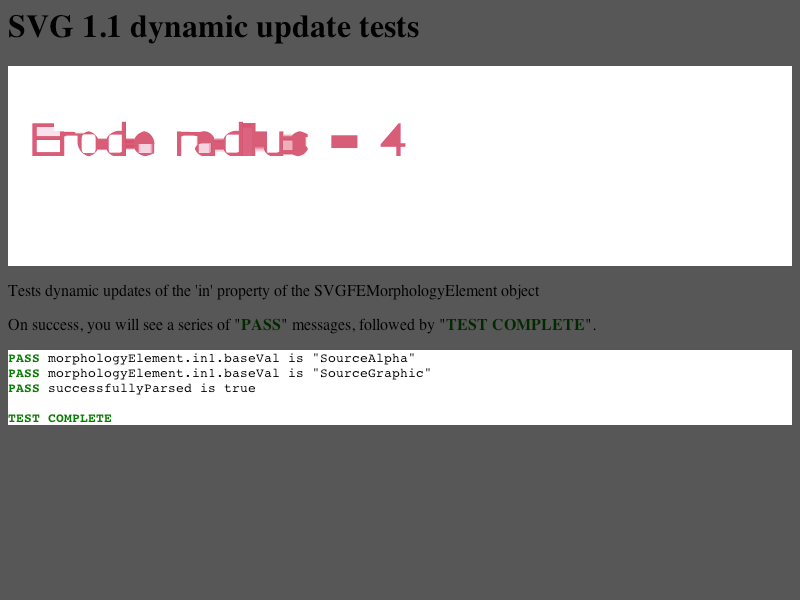 SVG 1.1 dynamic update tests
Erode radius = 4
Tests dynamic updates of the 'in' property of the SVGFEMorphologyElement object
On success, you will see a series of "PASS" messages, followed by "TEST COMPLETE".
PASS morphologyElement.in1.baseVal is "SourceAlpha"
PASS morphologyElement.in1.baseVal is "SourceGraphic"
PASS successfullyParsed is true
TEST COMPLETE